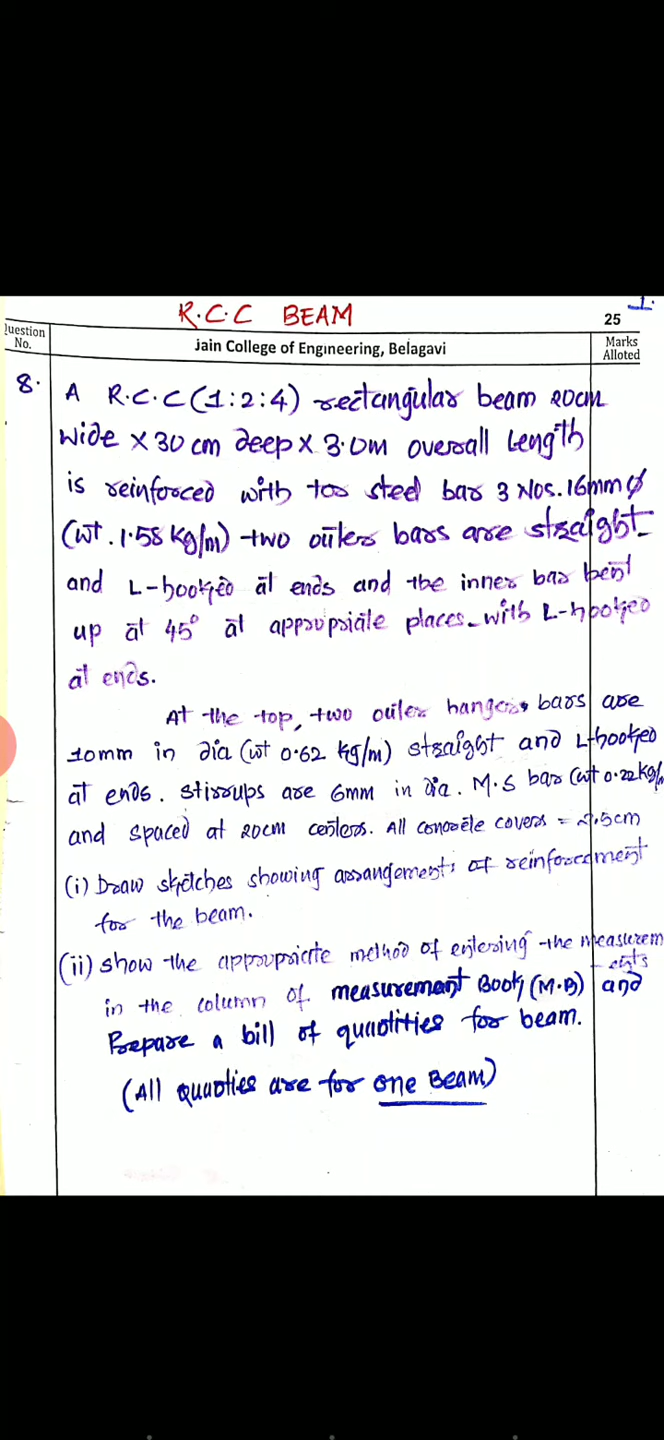 R.C.C BEAM
1.
25
Question No.
Jain College of Engineering, Belagavi
Marks Alloted
8. A R.C.C (1:2:4) rectangular beam 20cm
wide × 30 cm deep × 3.0m overall length
is reinforced with tor steel bar 3 Nos. 16mm ϕ
(wt. 1.58 kg/m) two outer bars are straight
and L-hooked at ends and the inner bar bent
up at 45° at appropriate places with L-hooked
at ends.
At the top, two outer hangers bars are
10mm in dia (wt 0.62 kg/m) straight and L-hooked
at ends. stirrups are 6mm in dia. M.S bar (wt 0.22 kg/m
and spaced at 20cm centers. All concrete covers = 2.5cm
(i) Draw sketches showing arrangements of reinforcement
for the beam.
(ii) show the appropriate method of entering the measurem
-ents
in the column of measurement Book (M.B) and
Prepare a bill of quantities for beam.
(All quanties are for one Beam)